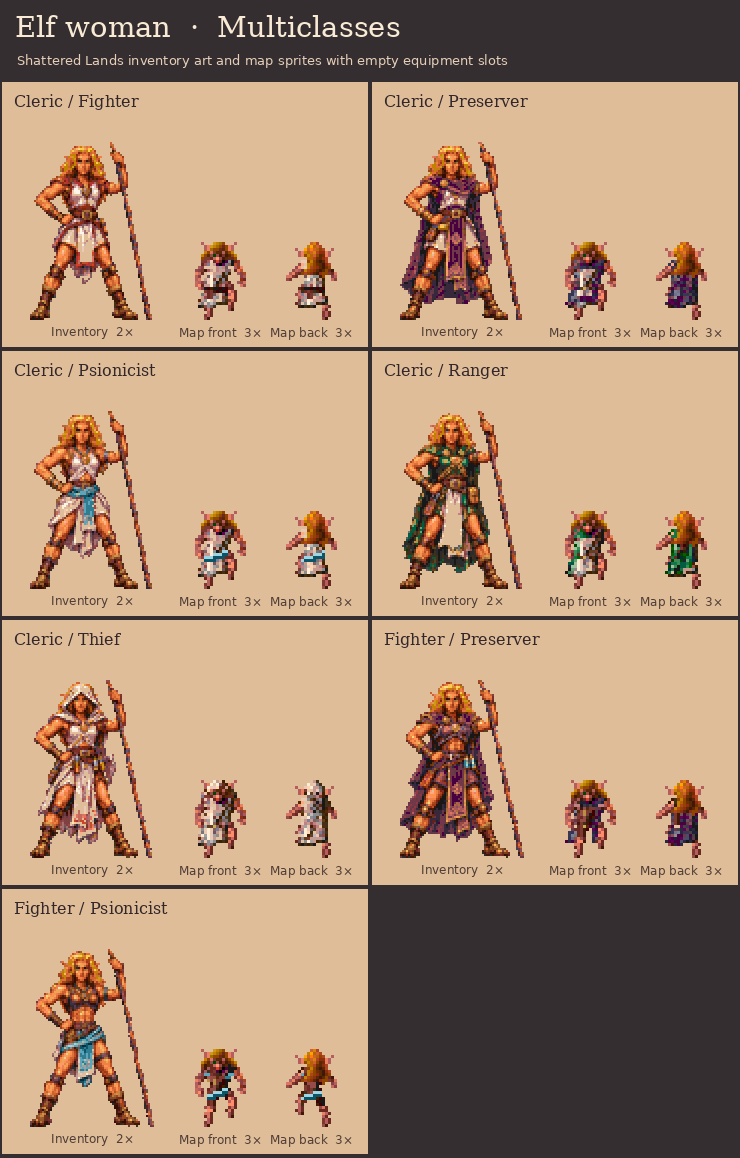 Elf woman · Multiclasses
Shattered Lands inventory art and map sprites with empty equipment slots
Cleric / Fighter
Inventory 2×
Map front 3×
Map back 3×
Cleric / Preserver
Inventory 2×
Map front 3×
Map back 3×
Cleric / Psionicist
Inventory 2×
Map front 3×
Map back 3×
Cleric / Ranger
Inventory 2×
Map front 3×
Map back 3×
Cleric / Thief
Inventory 2×
Map front 3×
Map back 3×
Fighter / Preserver
Inventory 2×
Map front 3×
Map back 3×
Fighter / Psionicist
Inventory 2×
Map front 3×
Map back 3×